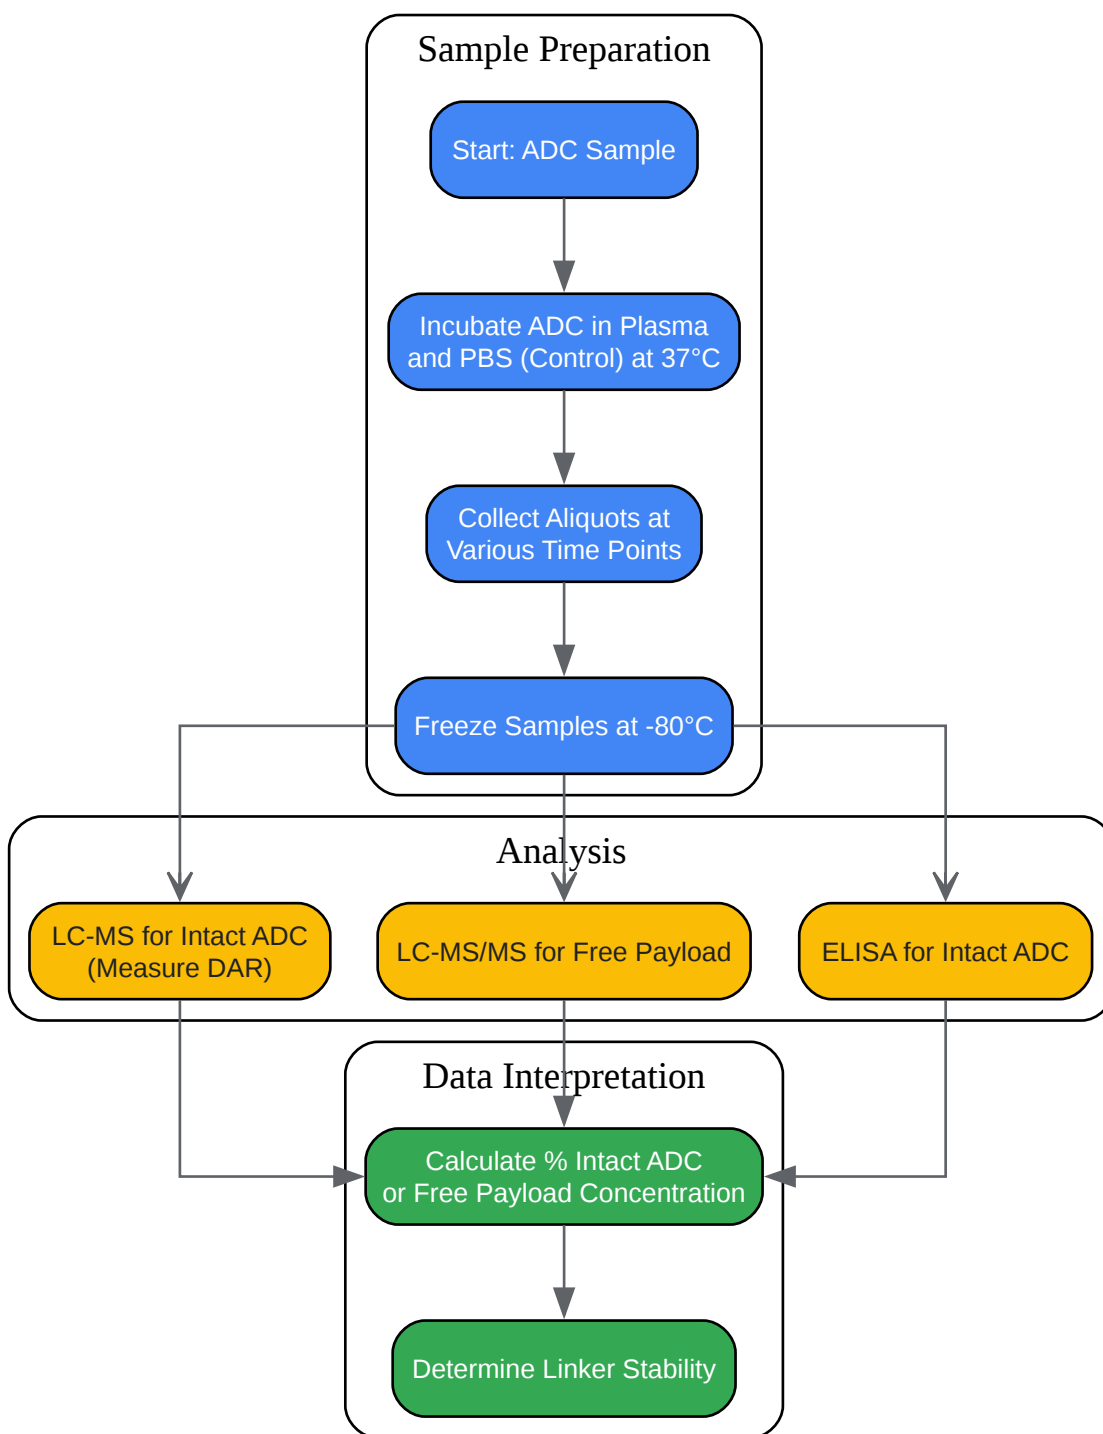 Sample Preparation
Start: ADC Sample
Incubate ADC in Plasma
and PBS (Control) at 37°C
Collect Aliquots at
Various Time Points
Freeze Samples at -80°C
Analysis
LC-MS for Intact ADC
(Measure DAR)
LC-MS/MS for Free Payload
ELISA for Intact ADC
Data Interpretation
Calculate % Intact ADC
or Free Payload Concentration
Determine Linker Stability